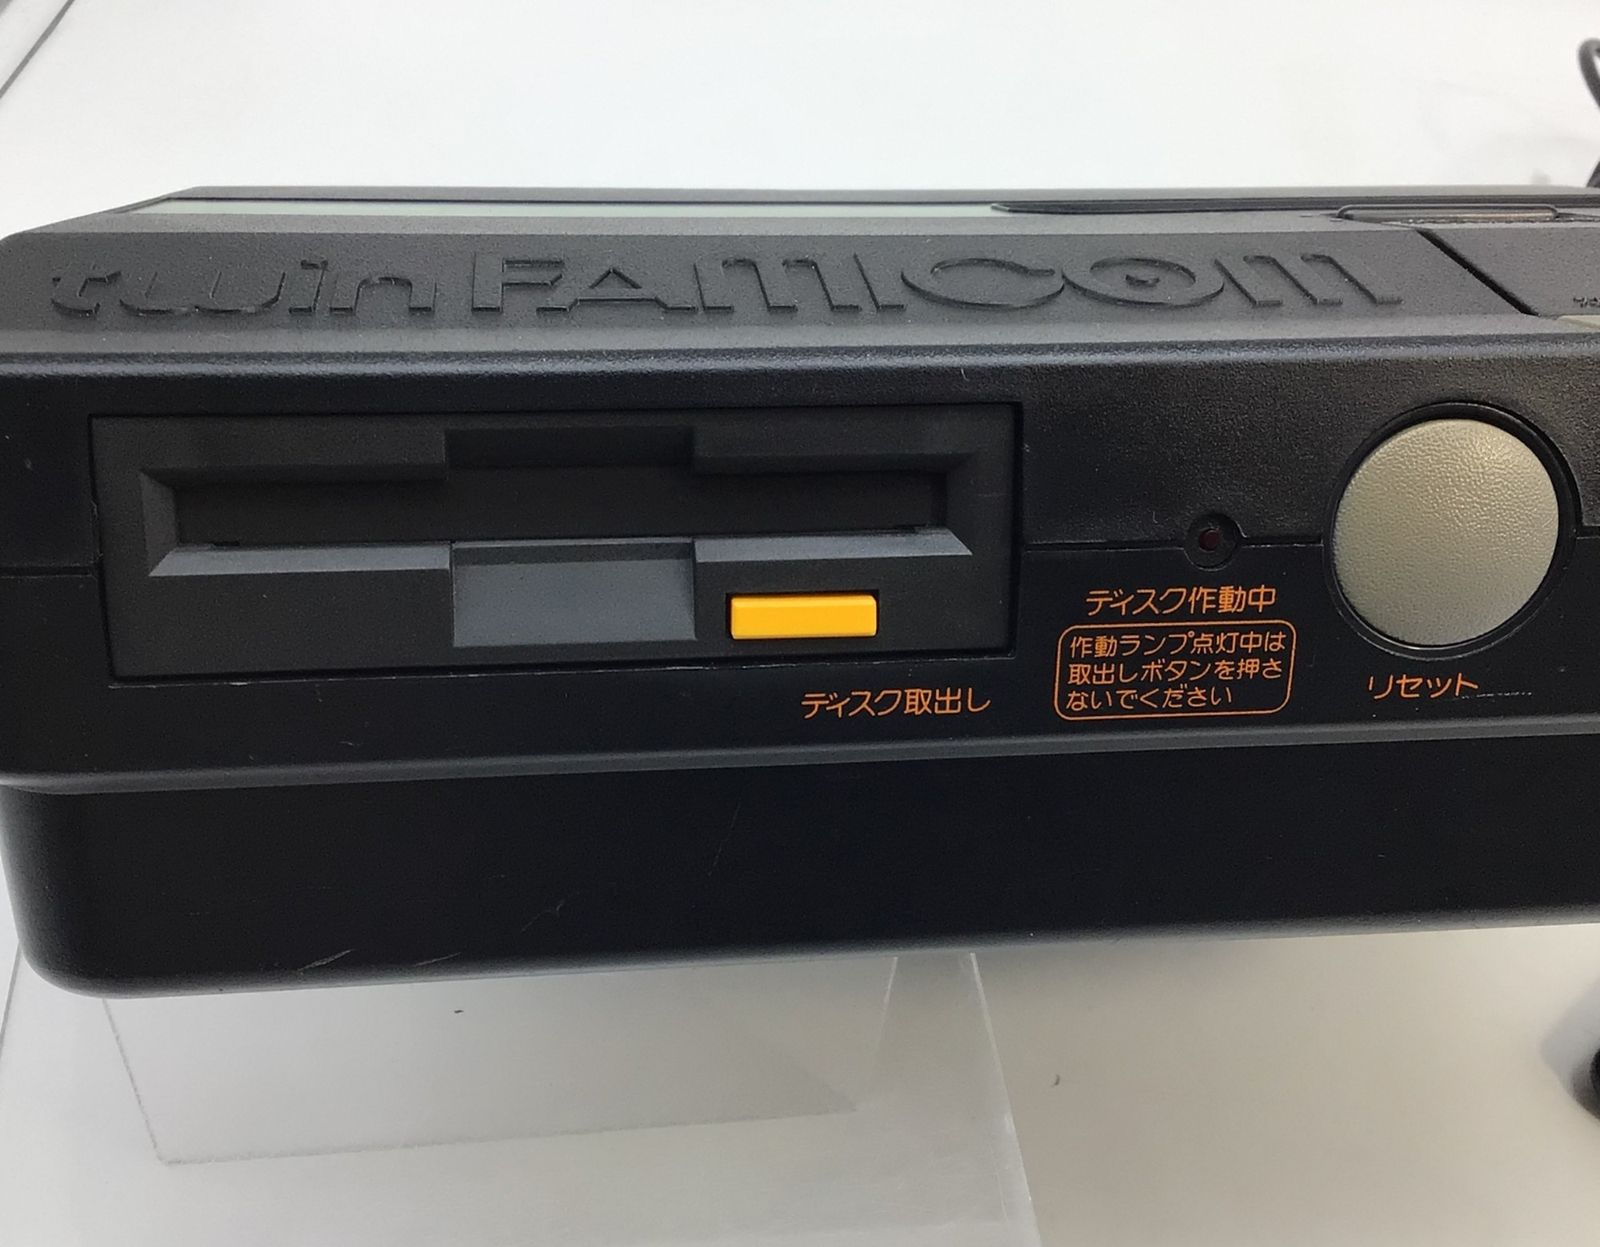 twin FAMICOM
ディスク作動中
作動ランプ点灯中は
取出しボタンを押さ
ないでください
ディスク取出し
リセット